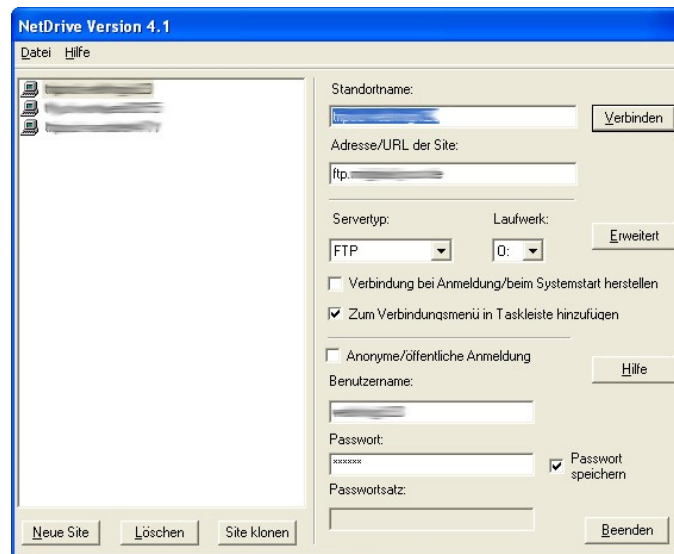 NetDrive Version 4.1
Datei Hilfe
Standortname:
Verbinden
Adresse/URL der Site:
ftp.
Servertyp:
Laufwerk:
FTP
O:
Erweitert
Verbindung bei Anmeldung/beim Systemstart herstellen
Zum Verbindungsmenü in Taskleiste hinzufügen
Anonyme/öffentliche Anmeldung
Hilfe
Benutzername:
Passwort:
xxxxxx
Passwort
speichern
Passwortsatz:
Neue Site
Löschen
Site klonen
Beenden